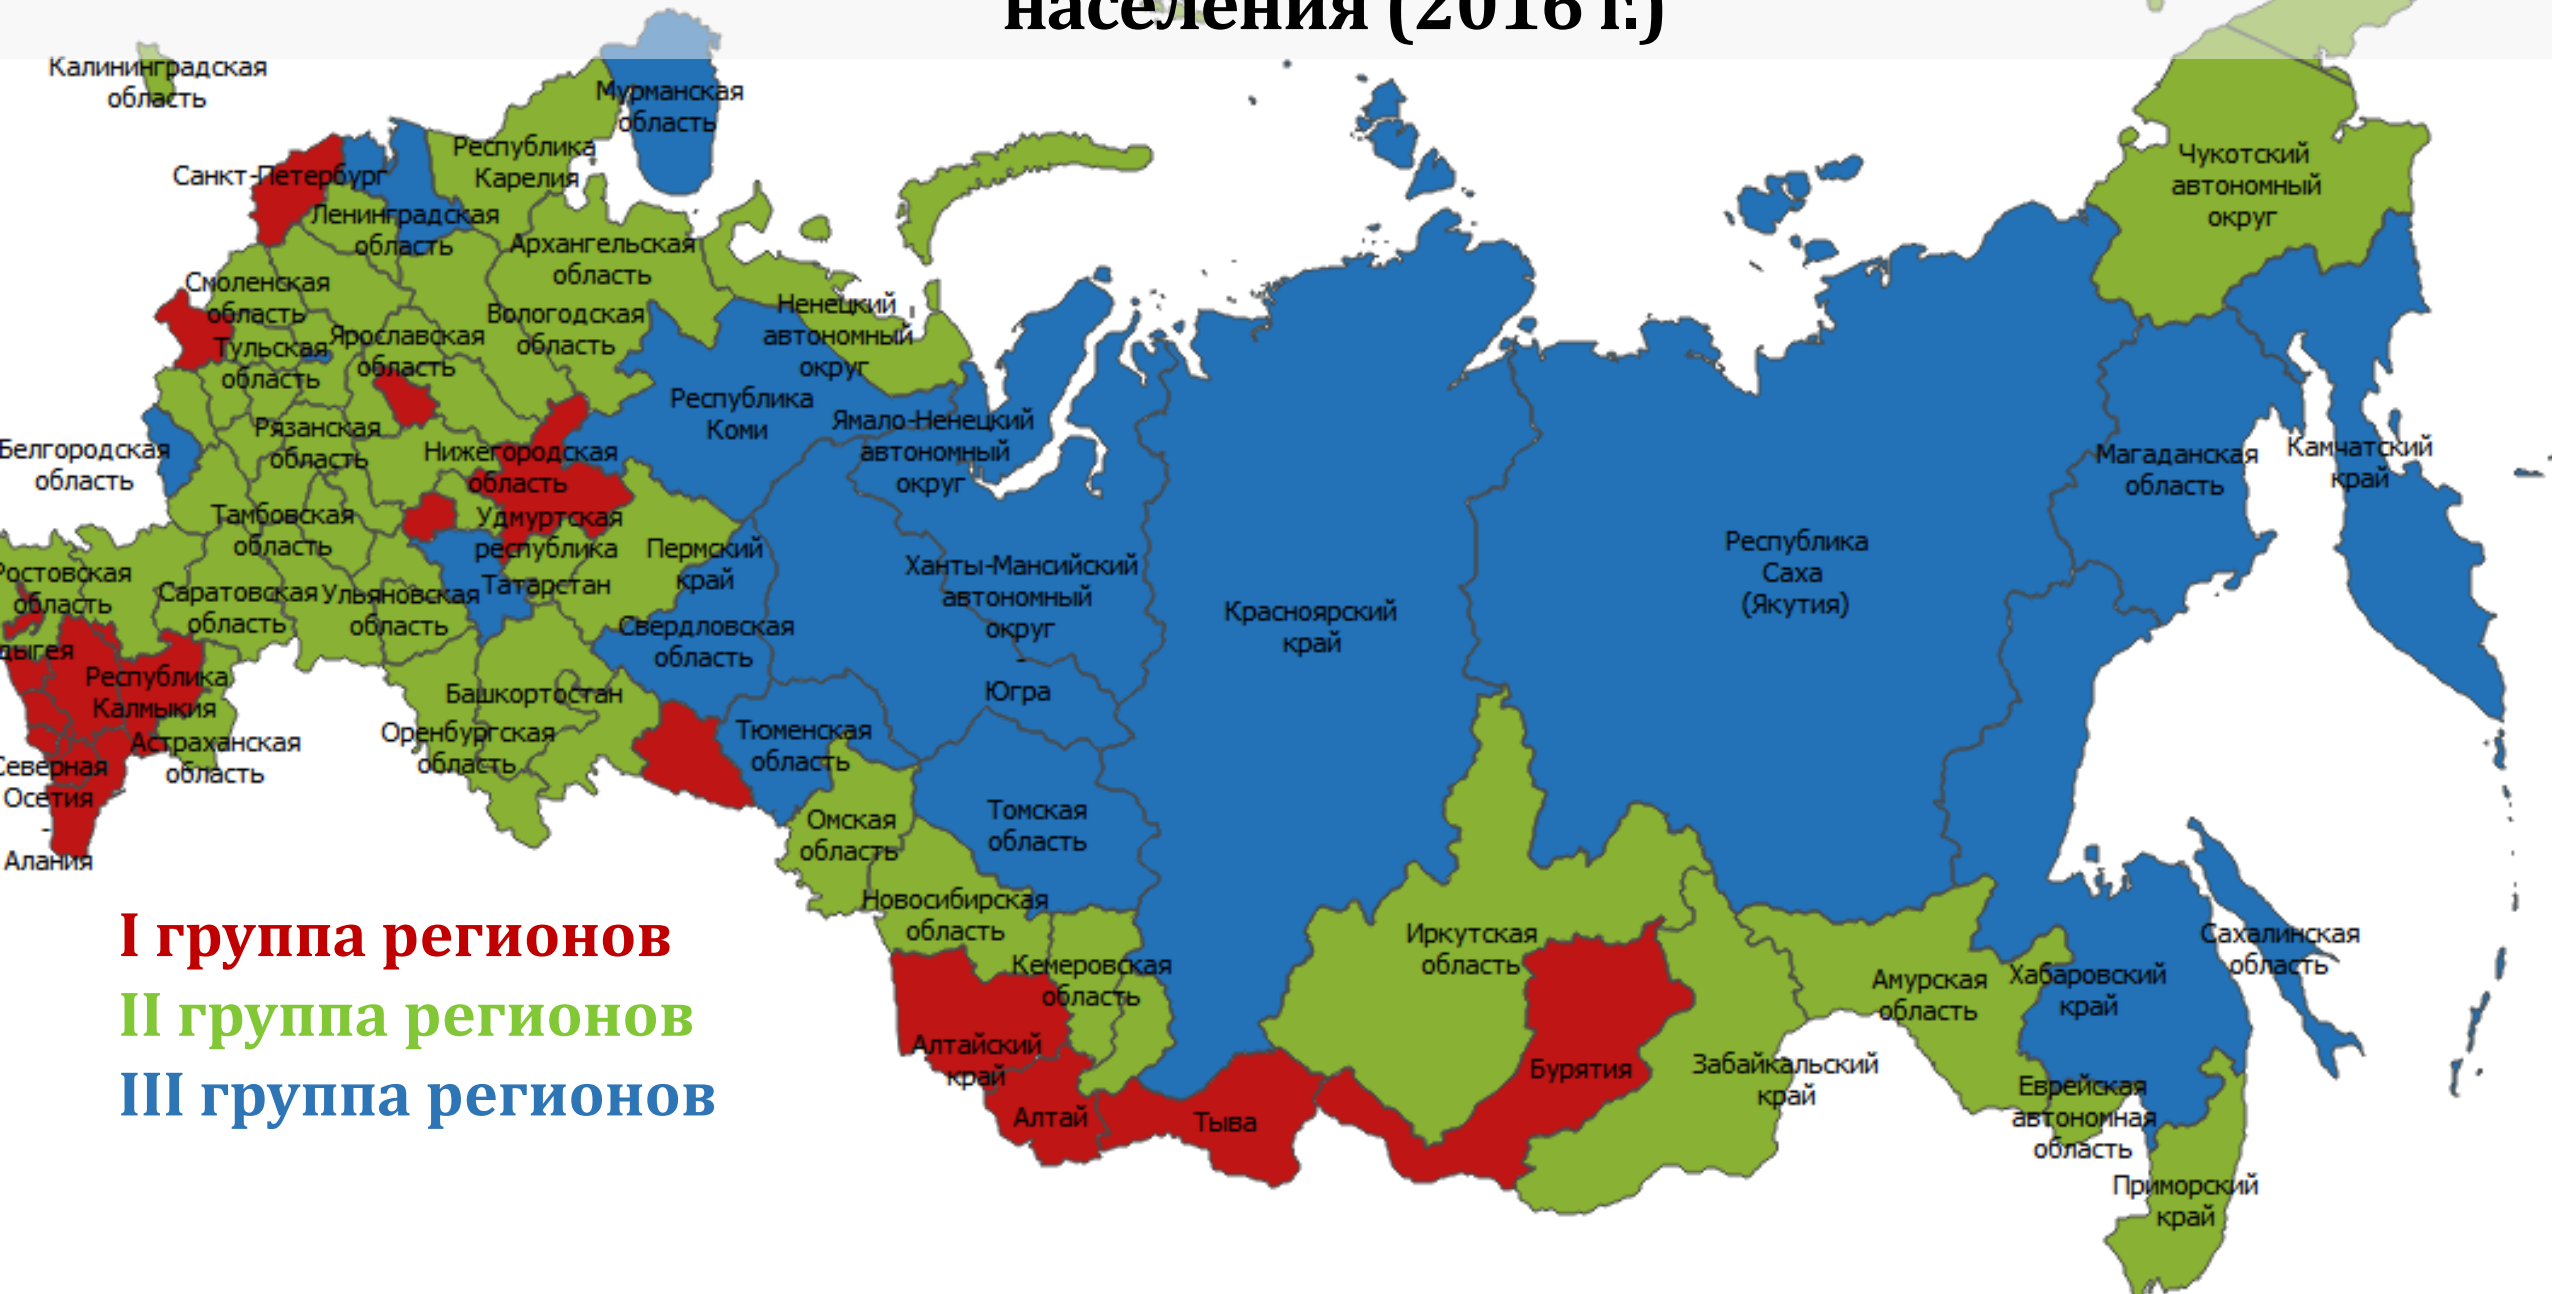 населения (2016 г.)
Калининградская
область
Мурманская
область
Республика
Карелия
Санкт-Петербург
Ленинградская
область
Архангельская
область
Чукотский
автономный
округ
Смоленская
область
Вологодская
область
Ненецкий
автономный
округ
Ярославская
область
Тульская
область
Республика
Коми
Ямало-Ненецкий
автономный
округ
Рязанская
область
Нижегородская
область
Белгородская
область
Магаданская
область
Камчатский
край
Тамбовская
область
Удмуртская
республика
Пермский
край
Ханты-Мансийский
автономный
округ
-
Югра
Республика
Саха
(Якутия)
Красноярский
край
Ростовская
область
Саратовская
область
Ульяновская
область
Татарстан
Свердловская
область
дыгея
Республика
Калмыкия
Башкортостан
Оренбургская
область
Астраханская
область
Тюменская
область
Северная
Осетия
-
Алания
Омская
область
Томская
область
Новосибирская
область
Кемеровская
область
Иркутская
область
Амурская
область
Хабаровский
край
Сахалинская
область
Алтайский
край
Алтай
Тыва
Бурятия
Забайкальский
край
Еврейская
автономная
область
Приморский
край
I группа регионов
II группа регионов
III группа регионов